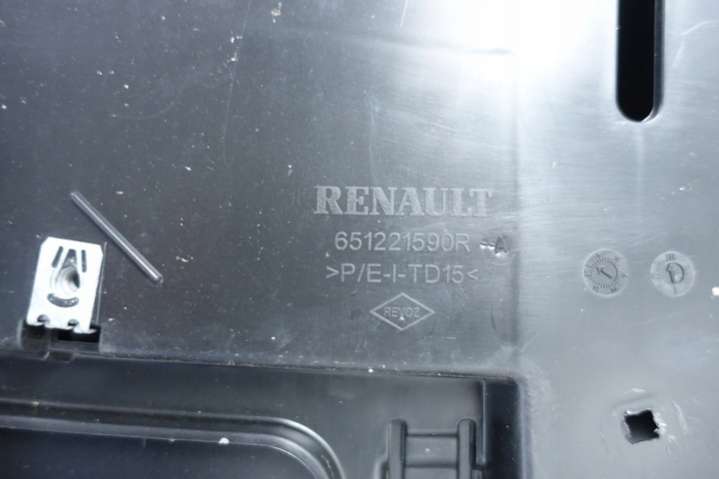 RENAULT
651221590R -A
>P/E-I-TD15<
REVOZ